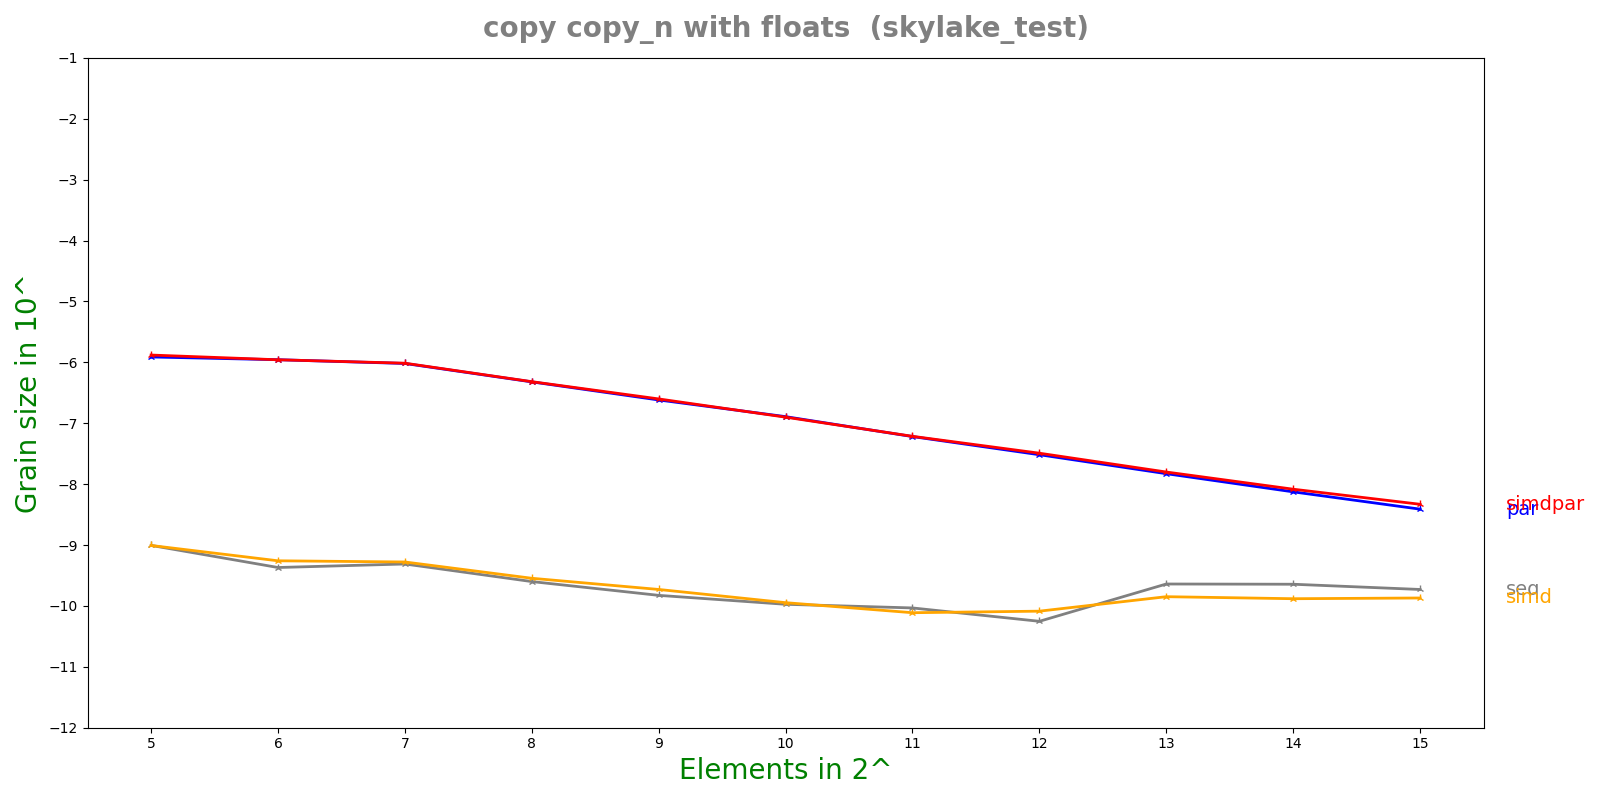 copy copy_n with floats  (skylake_test)
Grain size in 10^
−1
−2
−3
−4
−5
−6
−7
−8
−9
−10
−11
−12
simdpar
par
seq
simd
5 6 7 8 9 10 11 12 13 14 15
Elements in 2^